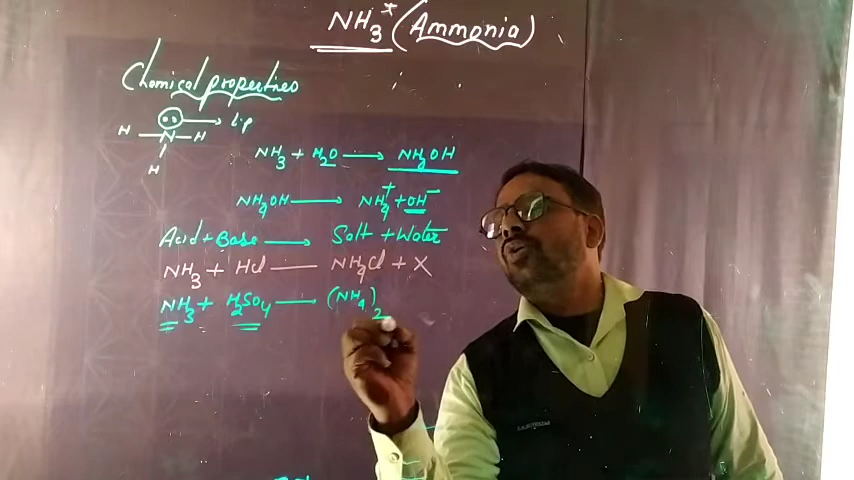 NH3* (Ammonia)
Chemical properties
H – N – H → l.p
H
NH3 + H2O → NH4OH
NH4OH → NH4+ + OH−
Acid + Base → Salt + Water
NH3 + HCl — NH4Cl + X
NH3 + H2SO4 → (NH4)2